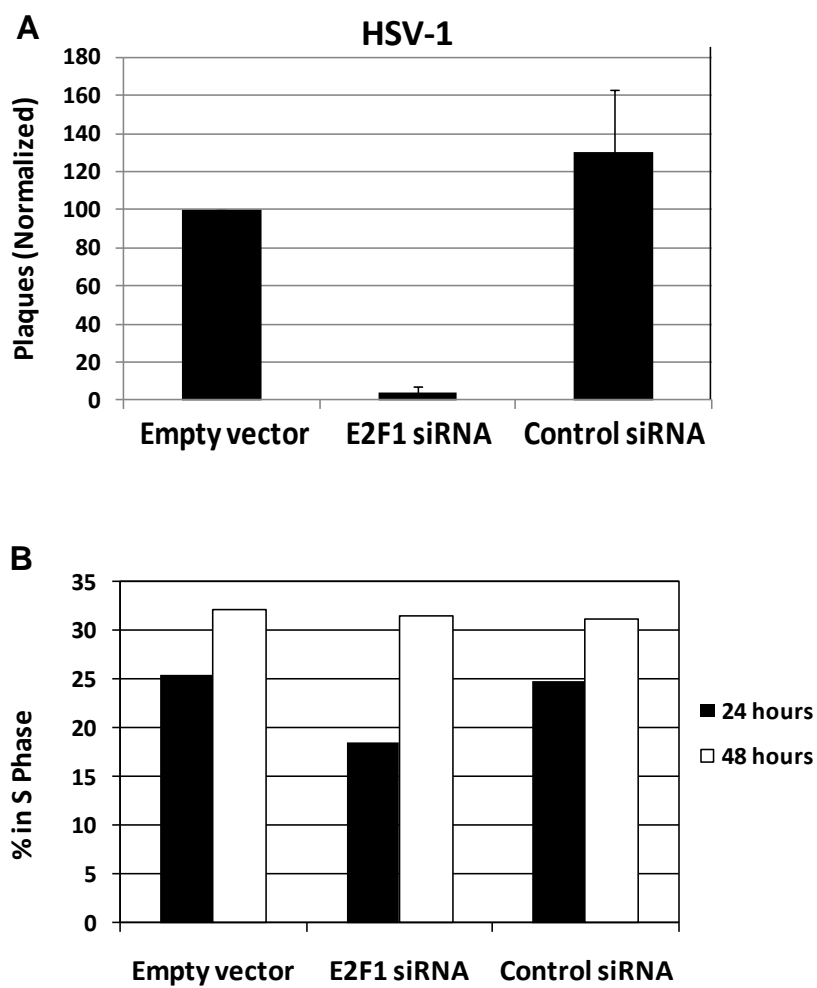 A
HSV-1
Plaques (Normalized)
180
160
140
120
100
80
60
40
20
0
Empty vector
E2F1 siRNA
Control siRNA
B
% in S Phase
35
30
25
20
15
10
5
0
Empty vector
E2F1 siRNA
Control siRNA
24 hours
48 hours